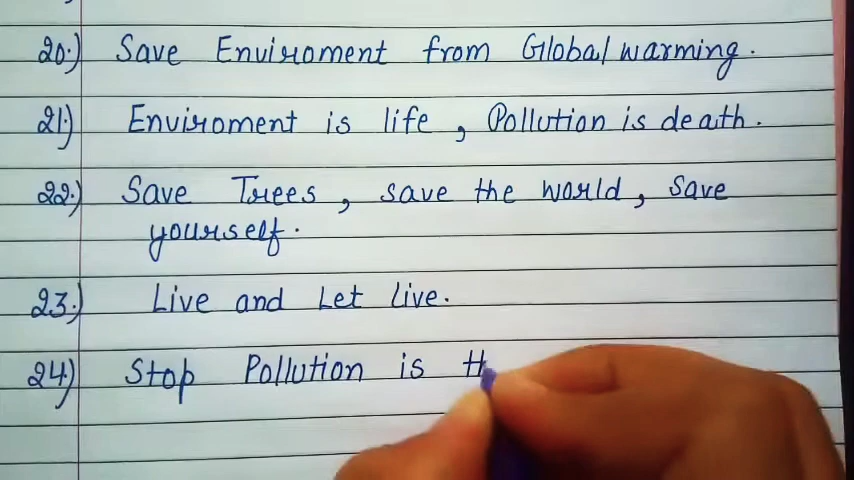 20.) Save Enviroment from Global warming.
21.) Enviroment is life, Pollution is death.
22.) Save Trees, save the world, save
yourself.
23.) Live and Let live.
24.) Stop Pollution is